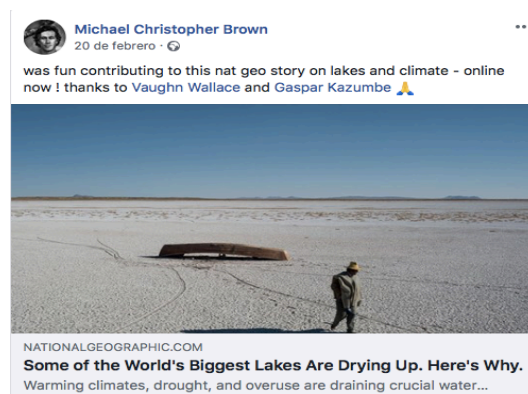 Michael Christopher Brown
20 de febrero ·
was fun contributing to this nat geo story on lakes and climate - online
now ! thanks to Vaughn Wallace and Gaspar Kazumbe 🙏
NATIONALGEOGRAPHIC.COM
Some of the World's Biggest Lakes Are Drying Up. Here's Why.
Warming climates, drought, and overuse are draining crucial water...